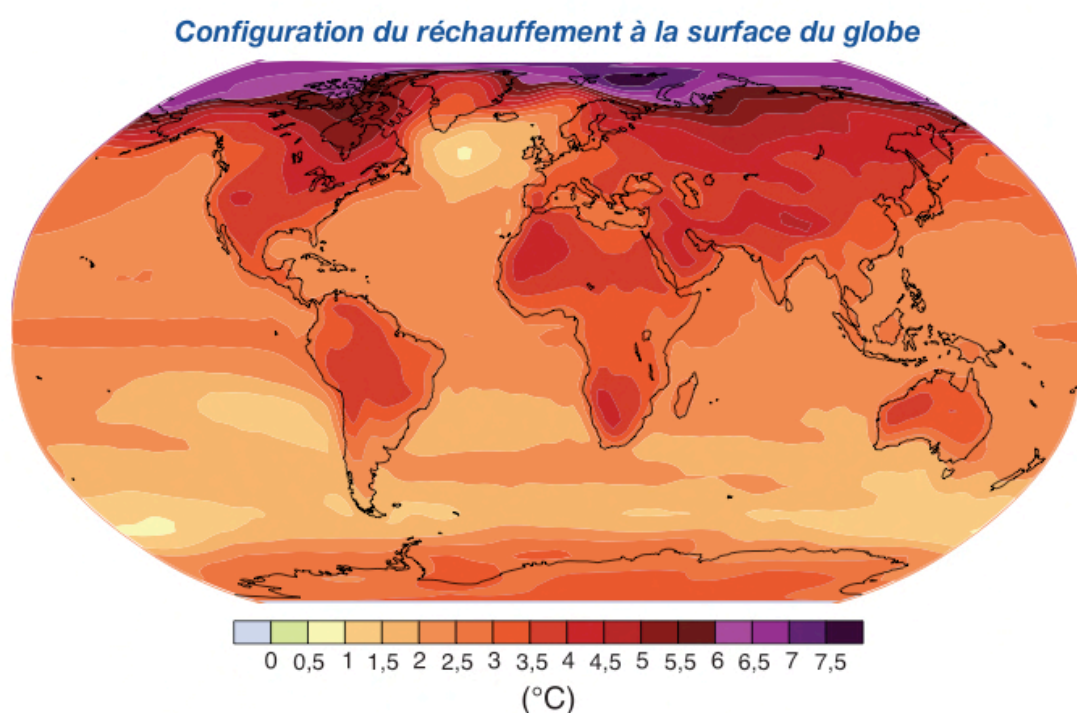 Configuration du réchauffement à la surface du globe
0 0,5 1 1,5 2 2,5 3 3,5 4 4,5 5 5,5 6 6,5 7 7,5
(°C)